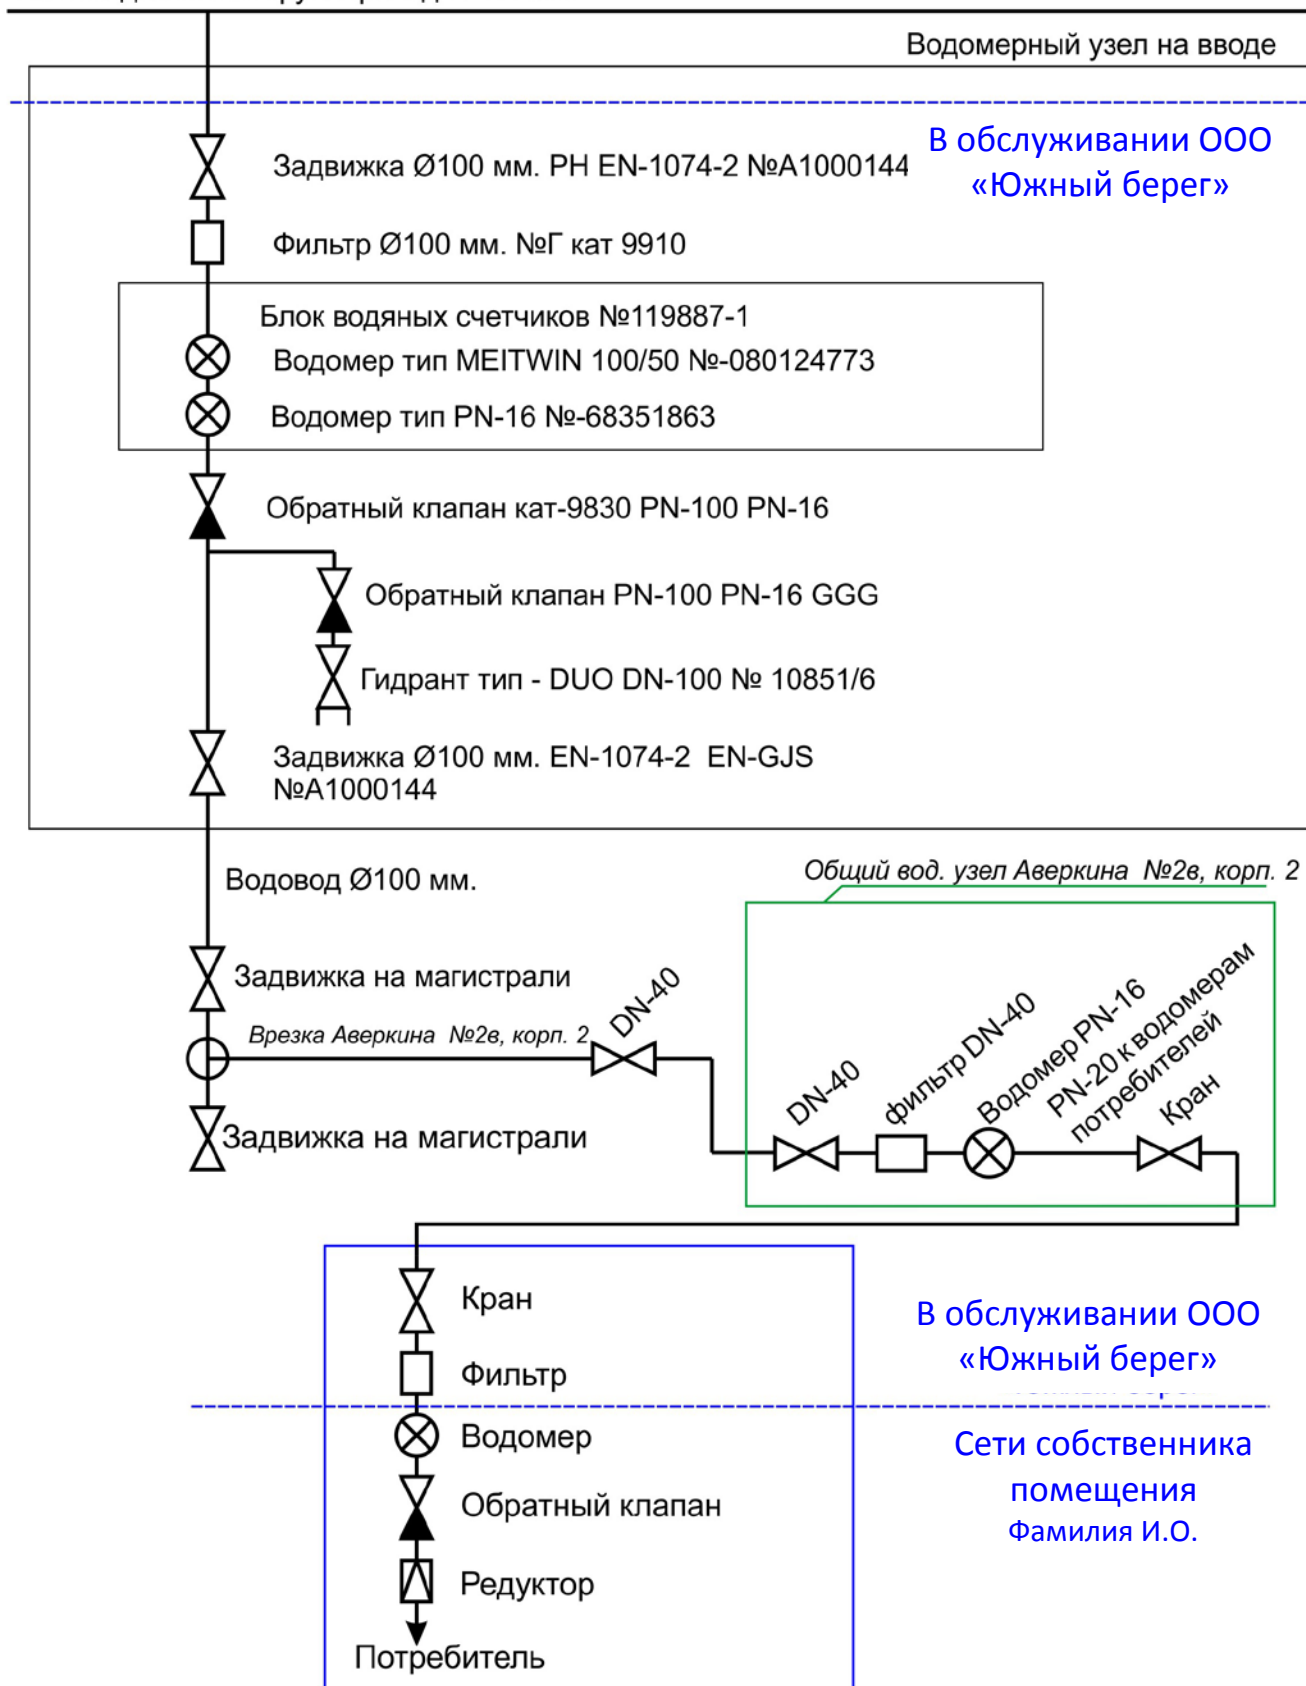 Водомерный узел на вводе
В обслуживании ООО
«Южный берег»
Задвижка Ø100 мм. PH EN-1074-2 №A1000144
Фильтр Ø100 мм. №Г кат 9910
Блок водяных счетчиков №119887-1
Водомер тип MEITWIN 100/50 №-080124773
Водомер тип PN-16 №-68351863
Обратный клапан кат-9830 PN-100 PN-16
Обратный клапан PN-100 PN-16 GGG
Гидрант тип - DUO DN-100 № 10851/6
Задвижка Ø100 мм. EN-1074-2 EN-GJS
№A1000144
Водовод Ø100 мм.
Общий вод. узел Аверкина №2в, корп. 2
Задвижка на магистрали
Врезка Аверкина №2в, корп. 2
DN-40
DN-40
фильтр DN-40
Водомер PN-16
PN-20 к водомерам
потребителей
Кран
Задвижка на магистрали
Кран
Фильтр
В обслуживании ООО
«Южный берег»
Водомер
Обратный клапан
Редуктор
Потребитель
Сети собственника
помещения
Фамилия И.О.